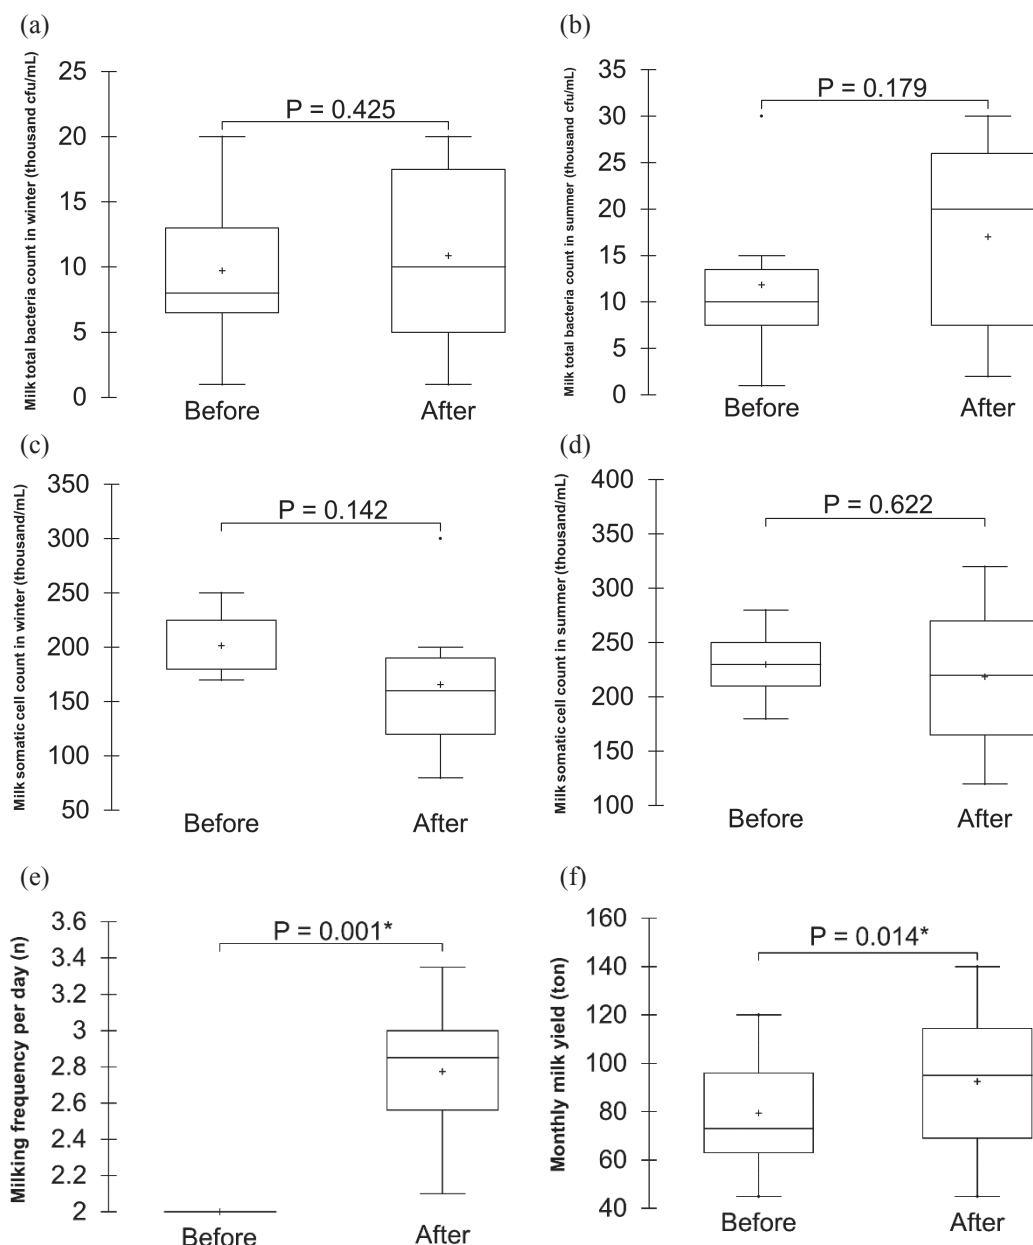 (a)
Milk total bacteria count in winter (thousand cfu/mL)
25
20
15
10
5
0
P = 0.425
Before
After
(b)
Milk total bacteria count in summer (thousand cfu/mL)
35
30
25
20
15
10
5
0
P = 0.179
Before
After
(c)
Milk somatic cell count in winter (thousand/mL)
350
300
250
200
150
100
50
P = 0.142
Before
After
(d)
Milk somatic cell count in summer (thousand/mL)
400
350
300
250
200
150
100
P = 0.622
Before
After
(e)
Milking frequency per day (n)
3.6
3.4
3.2
3
2.8
2.6
2.4
2.2
2
P = 0.001*
Before
After
(f)
Monthly milk yield (ton)
160
140
120
100
80
60
40
P = 0.014*
Before
After